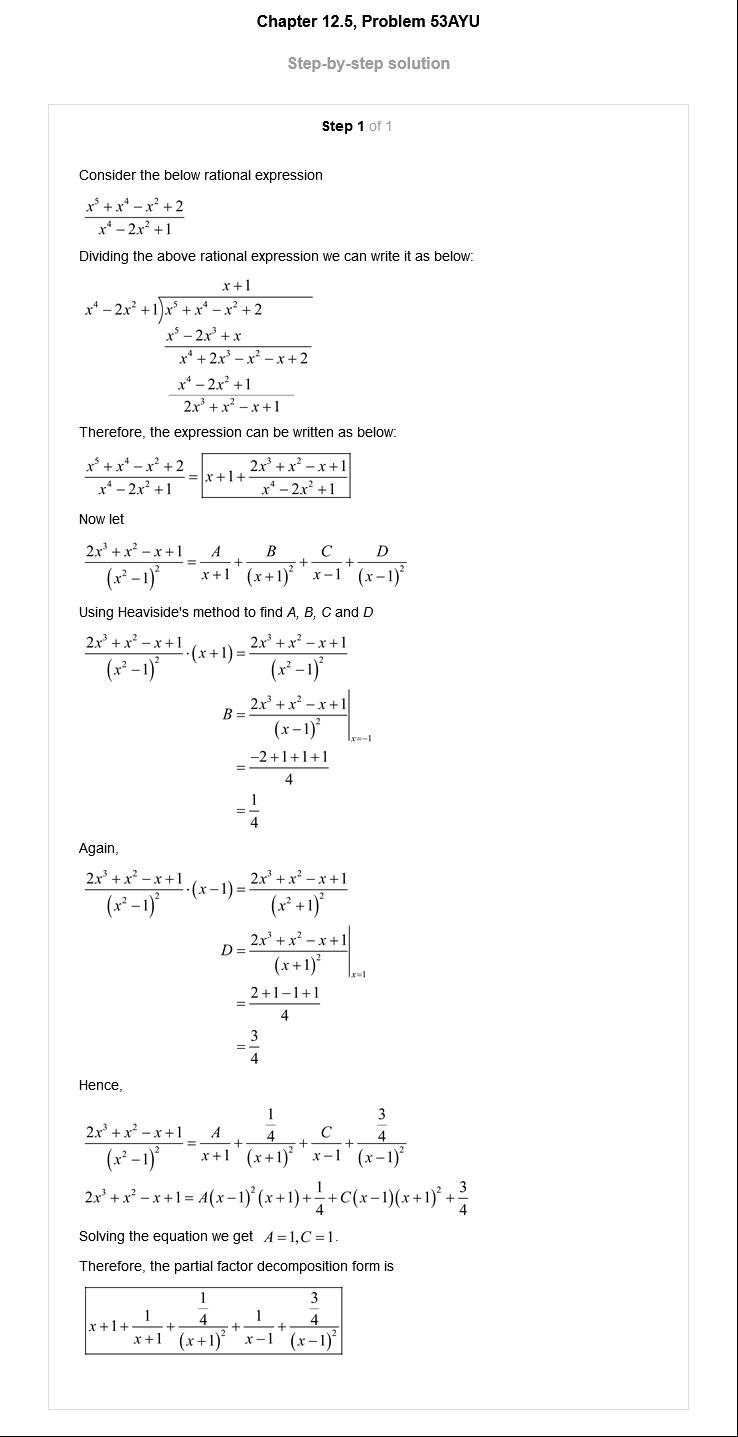 Chapter 12.5, Problem 53AYU
Step-by-step solution
Step 1 of 1
Consider the below rational expression
\frac{x^5 + x^4 - x^2 + 2}{x^4 - 2x^2 + 1}
Dividing the above rational expression we can write it as below:
x + 1
x^4 - 2x^2 + 1 ) x^5 + x^4 - x^2 + 2
x^5 - 2x^3 + x
x^4 + 2x^3 - x^2 - x + 2
x^4 - 2x^2 + 1
2x^3 + x^2 - x + 1
Therefore, the expression can be written as below:
\frac{x^5 + x^4 - x^2 + 2}{x^4 - 2x^2 + 1} = x + 1 + \frac{2x^3 + x^2 - x + 1}{x^4 - 2x^2 + 1}
Now let
\frac{2x^3 + x^2 - x + 1}{(x^2 - 1)^2} = \frac{A}{x + 1} + \frac{B}{(x + 1)^2} + \frac{C}{x - 1} + \frac{D}{(x - 1)^2}
Using Heaviside's method to find A, B, C and D
\frac{2x^3 + x^2 - x + 1}{(x^2 - 1)^2} · (x + 1) = \frac{2x^3 + x^2 - x + 1}{(x^2 - 1)^2}
B = \frac{2x^3 + x^2 - x + 1}{(x - 1)^2} |_{x=-1}
= \frac{-2 + 1 + 1 + 1}{4}
= \frac{1}{4}
Again,
\frac{2x^3 + x^2 - x + 1}{(x^2 - 1)^2} · (x - 1) = \frac{2x^3 + x^2 - x + 1}{(x^2 + 1)^2}
D = \frac{2x^3 + x^2 - x + 1}{(x + 1)^2} |_{x=1}
= \frac{2 + 1 - 1 + 1}{4}
= \frac{3}{4}
Hence,
\frac{2x^3 + x^2 - x + 1}{(x^2 - 1)^2} = \frac{A}{x + 1} + \frac{\frac{1}{4}}{(x + 1)^2} + \frac{C}{x - 1} + \frac{\frac{3}{4}}{(x - 1)^2}
2x^3 + x^2 - x + 1 = A(x - 1)^2(x + 1) + \frac{1}{4} + C(x - 1)(x + 1)^2 + \frac{3}{4}
Solving the equation we get A = 1, C = 1.
Therefore, the partial factor decomposition form is
x + 1 + \frac{1}{x + 1} + \frac{\frac{1}{4}}{(x + 1)^2} + \frac{1}{x - 1} + \frac{\frac{3}{4}}{(x - 1)^2}